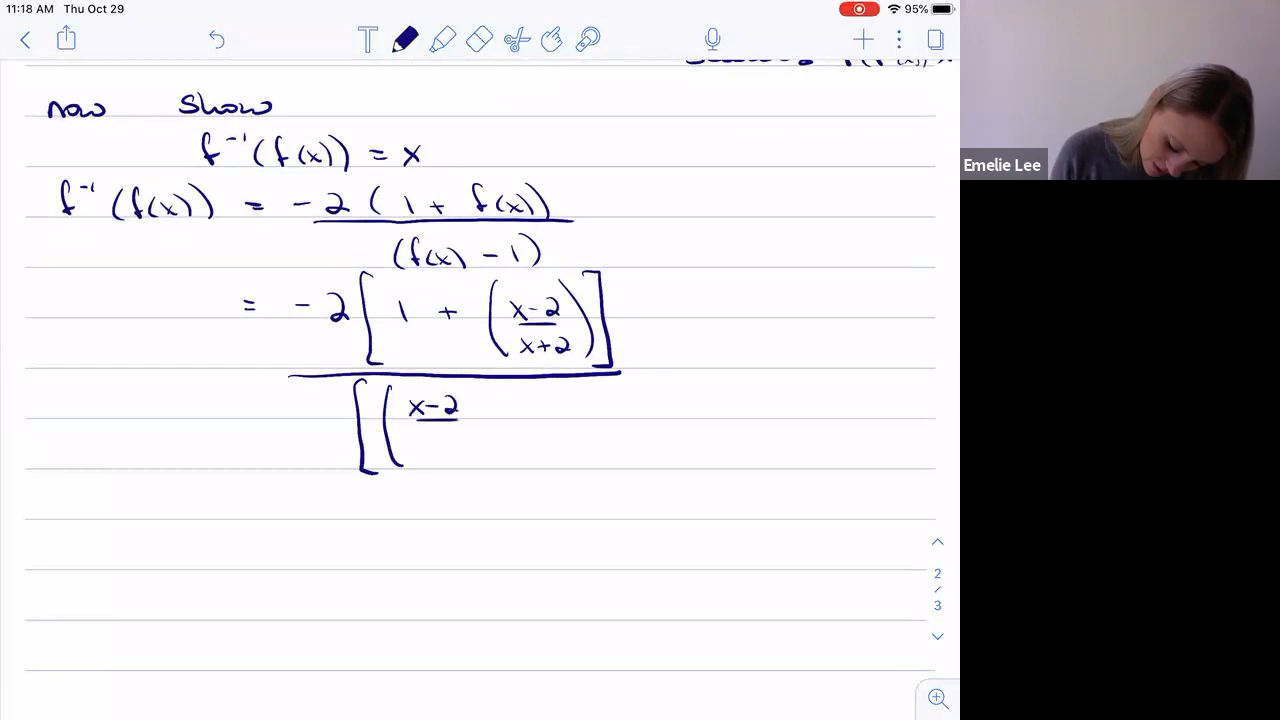 11:18 AM Thu Oct 29
95%
T
now show
f⁻¹(f(x)) = x
f⁻¹(f(x)) = -2(1 + f(x))
(f(x) - 1)
= -2[1 + (x-2
x+2)]
[(x-2
2
/
3
Emelie Lee